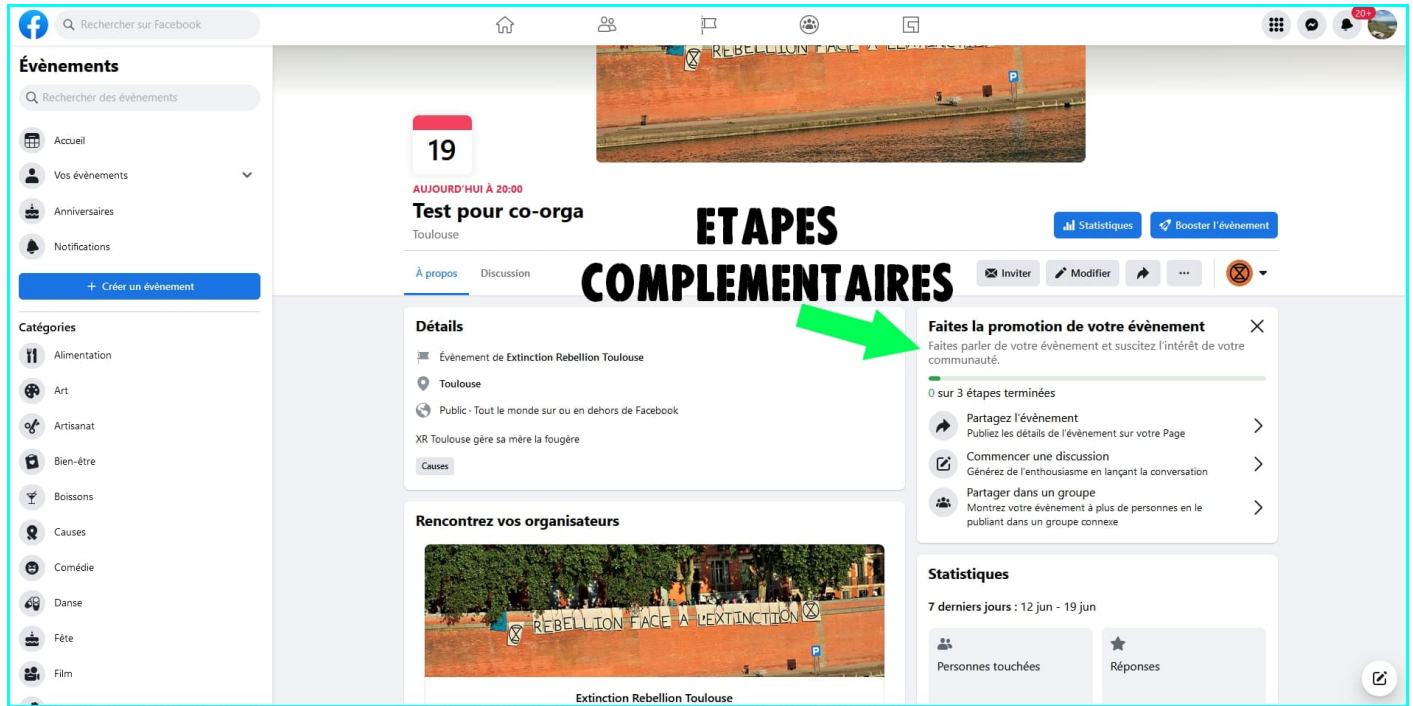 Rechercher sur Facebook
20+
Évènements
Rechercher des évènements
Accueil
Vos évènements
Anniversaires
Notifications
+ Créer un évènement
Catégories
Alimentation
Art
Artisanat
Bien-être
Boissons
Causes
Comédie
Danse
Fête
Film
REBELLION FACE A L'EXTINCTION
P
19
AUJOURD'HUI À 20:00
Test pour co-orga
Toulouse
ETAPES
COMPLEMENTAIRES
Statistiques
Booster l'évènement
À propos
Discussion
Inviter
Modifier
Détails
Évènement de Extinction Rebellion Toulouse
Toulouse
Public · Tout le monde sur ou en dehors de Facebook
XR Toulouse gère sa mère la fougère
Causes
Rencontrez vos organisateurs
REBELLION FACE A L'EXTINCTION
P
Extinction Rebellion Toulouse
Faites la promotion de votre évènement
Faites parler de votre évènement et suscitez l'intérêt de votre
communauté.
0 sur 3 étapes terminées
Partagez l'évènement
Publiez les détails de l'évènement sur votre Page
Commencer une discussion
Générez de l'enthousiasme en lançant la conversation
Partager dans un groupe
Montrez votre évènement à plus de personnes en le
publiant dans un groupe connexe
Statistiques
7 derniers jours : 12 jun - 19 jun
Personnes touchées
Réponses